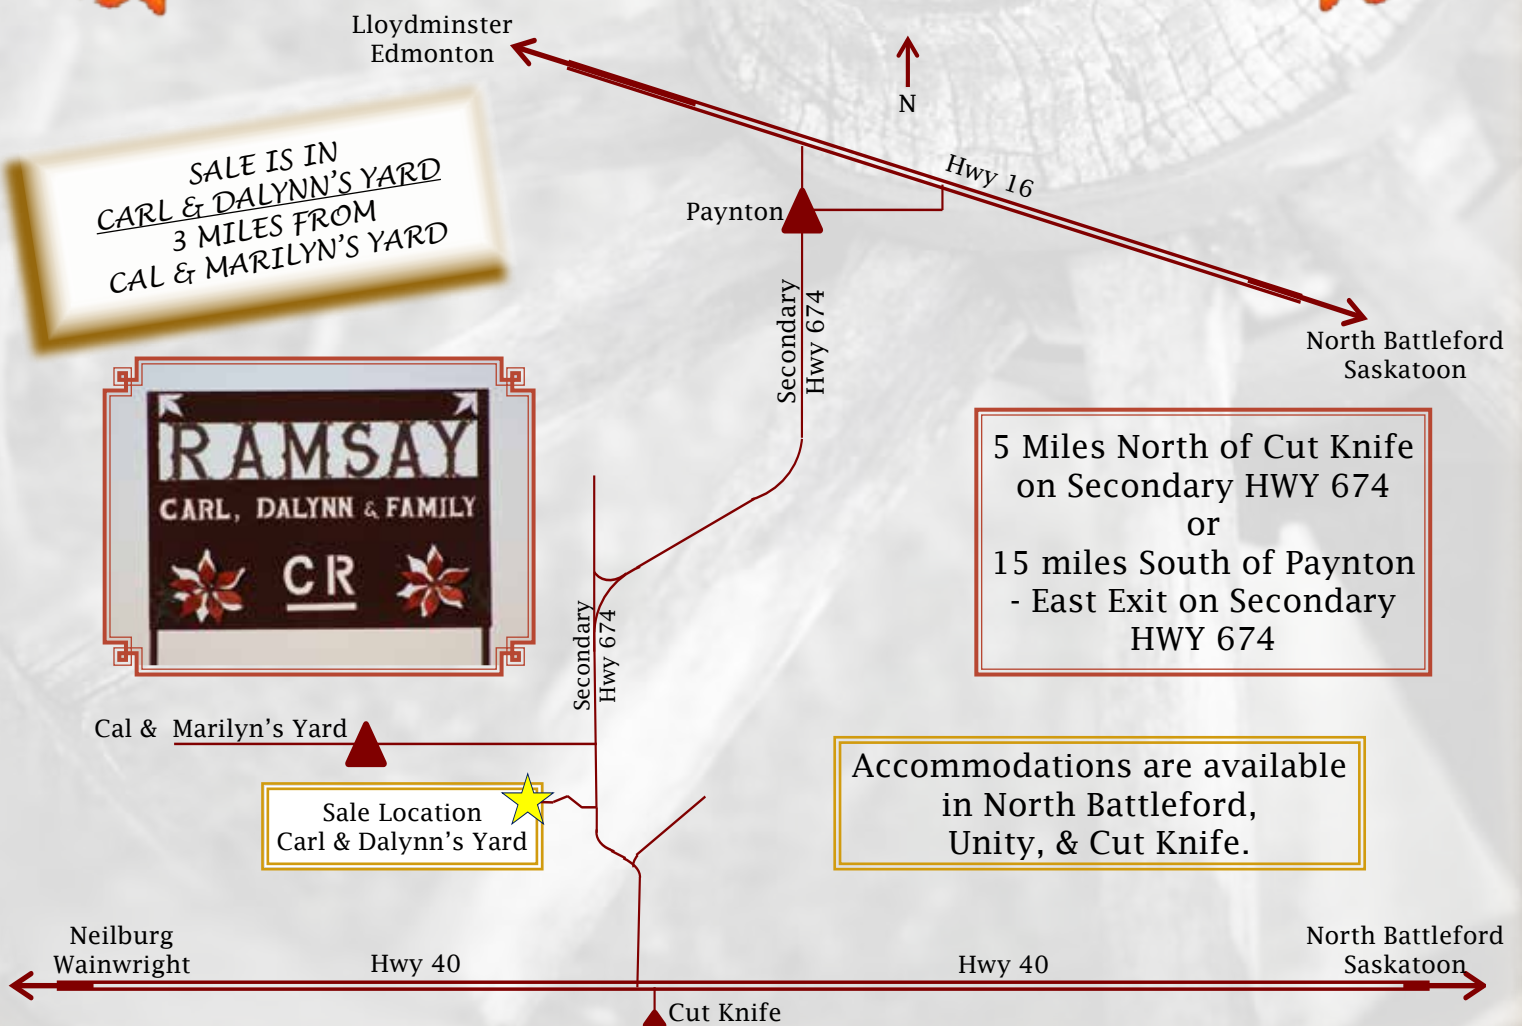 Lloydminster
Edmonton
N
Hwy 16
SALE IS IN
CARL & DALYNN'S YARD
3 MILES FROM
CAL & MARILYN'S YARD
Paynton
Secondary
Hwy 674
North Battleford
Saskatoon
RAMSAY
CARL, DALYNN & FAMILY
CR
5 Miles North of Cut Knife
on Secondary HWY 674
or
15 miles South of Paynton
- East Exit on Secondary
HWY 674
Secondary
Hwy 674
Cal & Marilyn's Yard
Sale Location
Carl & Dalynn's Yard
Accommodations are available
in North Battleford,
Unity, & Cut Knife.
Neilburg
Wainwright
Hwy 40
Hwy 40
North Battleford
Saskatoon
Cut Knife